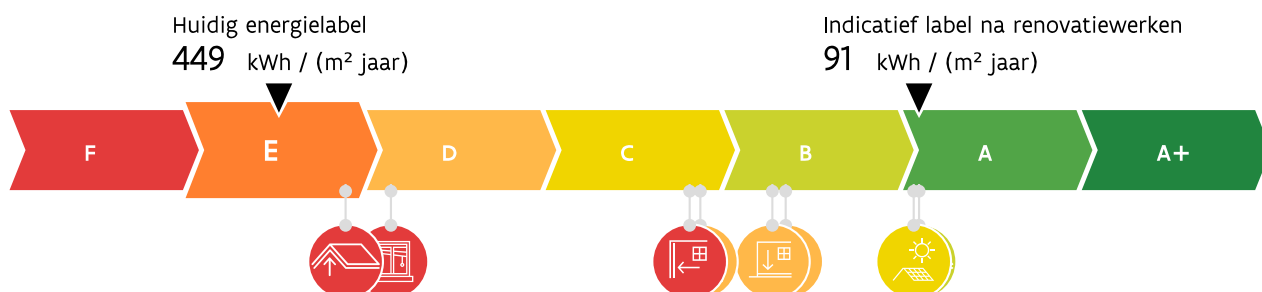 Huidig energielabel
449 kWh / (m² jaar)
Indicatief label na renovatiewerken
91 kWh / (m² jaar)
F E D C B A A+